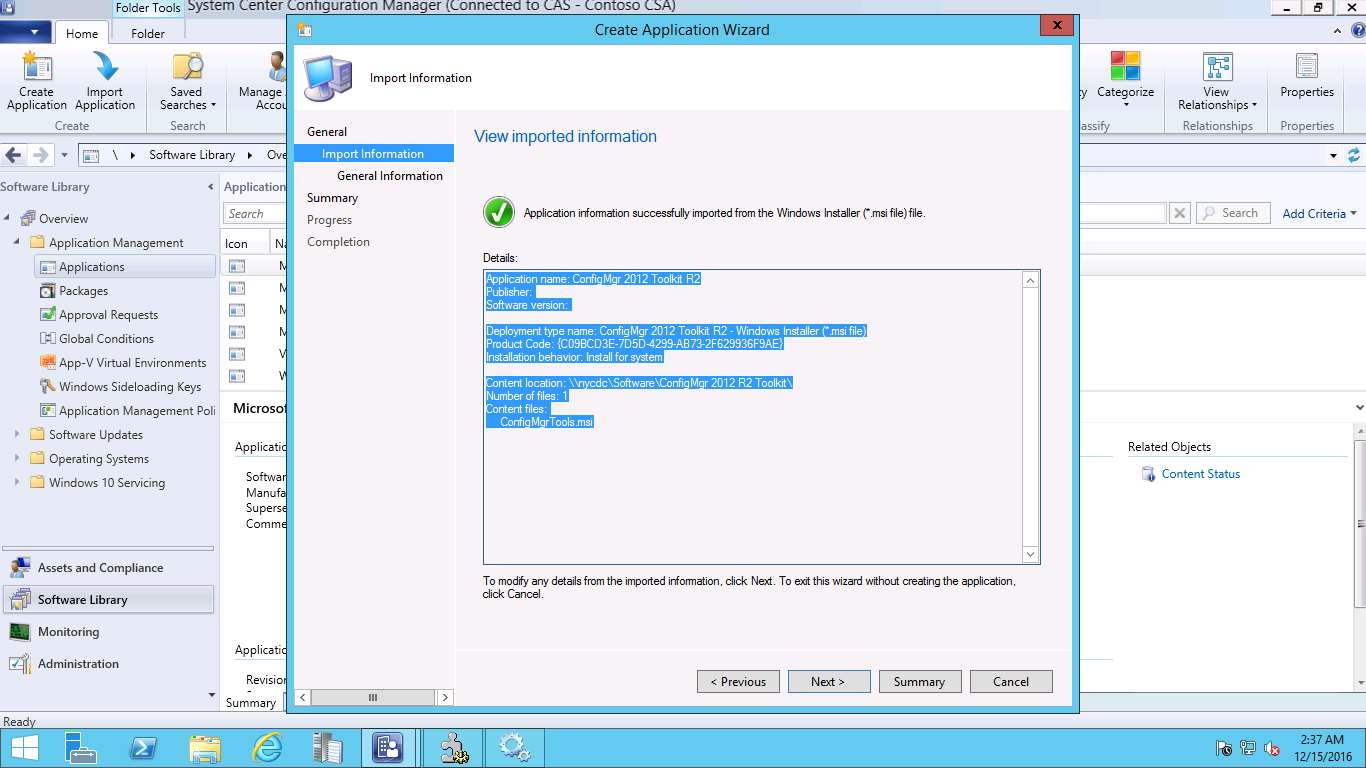 Folder Tools
System Center Configuration Manager (Connected to CAS - Contoso CSA)
Home
Folder
Create Application
Import Application
Saved Searches
Manage
Accou
Create
Search
Categorize
View Relationships
Properties
assify
Relationships
Properties
\
Software Library
Ove
Create Application Wizard
Import Information
General
Import Information
General Information
Summary
Progress
Completion
View imported information
Application information successfully imported from the Windows Installer (*.msi file) file.
Details:
Application name: ConfigMgr 2012 Toolkit R2
Publisher:
Software version:
Deployment type name: ConfigMgr 2012 Toolkit R2 - Windows Installer (*.msi file)
Product Code: {C09BCD3E-7D5D-4299-AB73-2F629936F9AE}
Installation behavior: Install for system
Content location: \\nycdc\Software\ConfigMgr 2012 R2 Toolkit\
Number of files: 1
Content files:
ConfigMgrTools.msi
To modify any details from the imported information, click Next. To exit this wizard without creating the application,
click Cancel.
< Previous
Next >
Summary
Cancel
Software Library
Overview
Application Management
Applications
Packages
Approval Requests
Global Conditions
App-V Virtual Environments
Windows Sideloading Keys
Application Management Poli
Software Updates
Operating Systems
Windows 10 Servicing
Assets and Compliance
Software Library
Monitoring
Administration
Application
Search
Icon
Na
M
M
M
M
V
W
Microsof
Applicatio
Softwar
Manufa
Superse
Comme
Applicatio
Revisio
Summary
Search
Add Criteria
Related Objects
Content Status
Ready
2:37 AM
12/15/2016